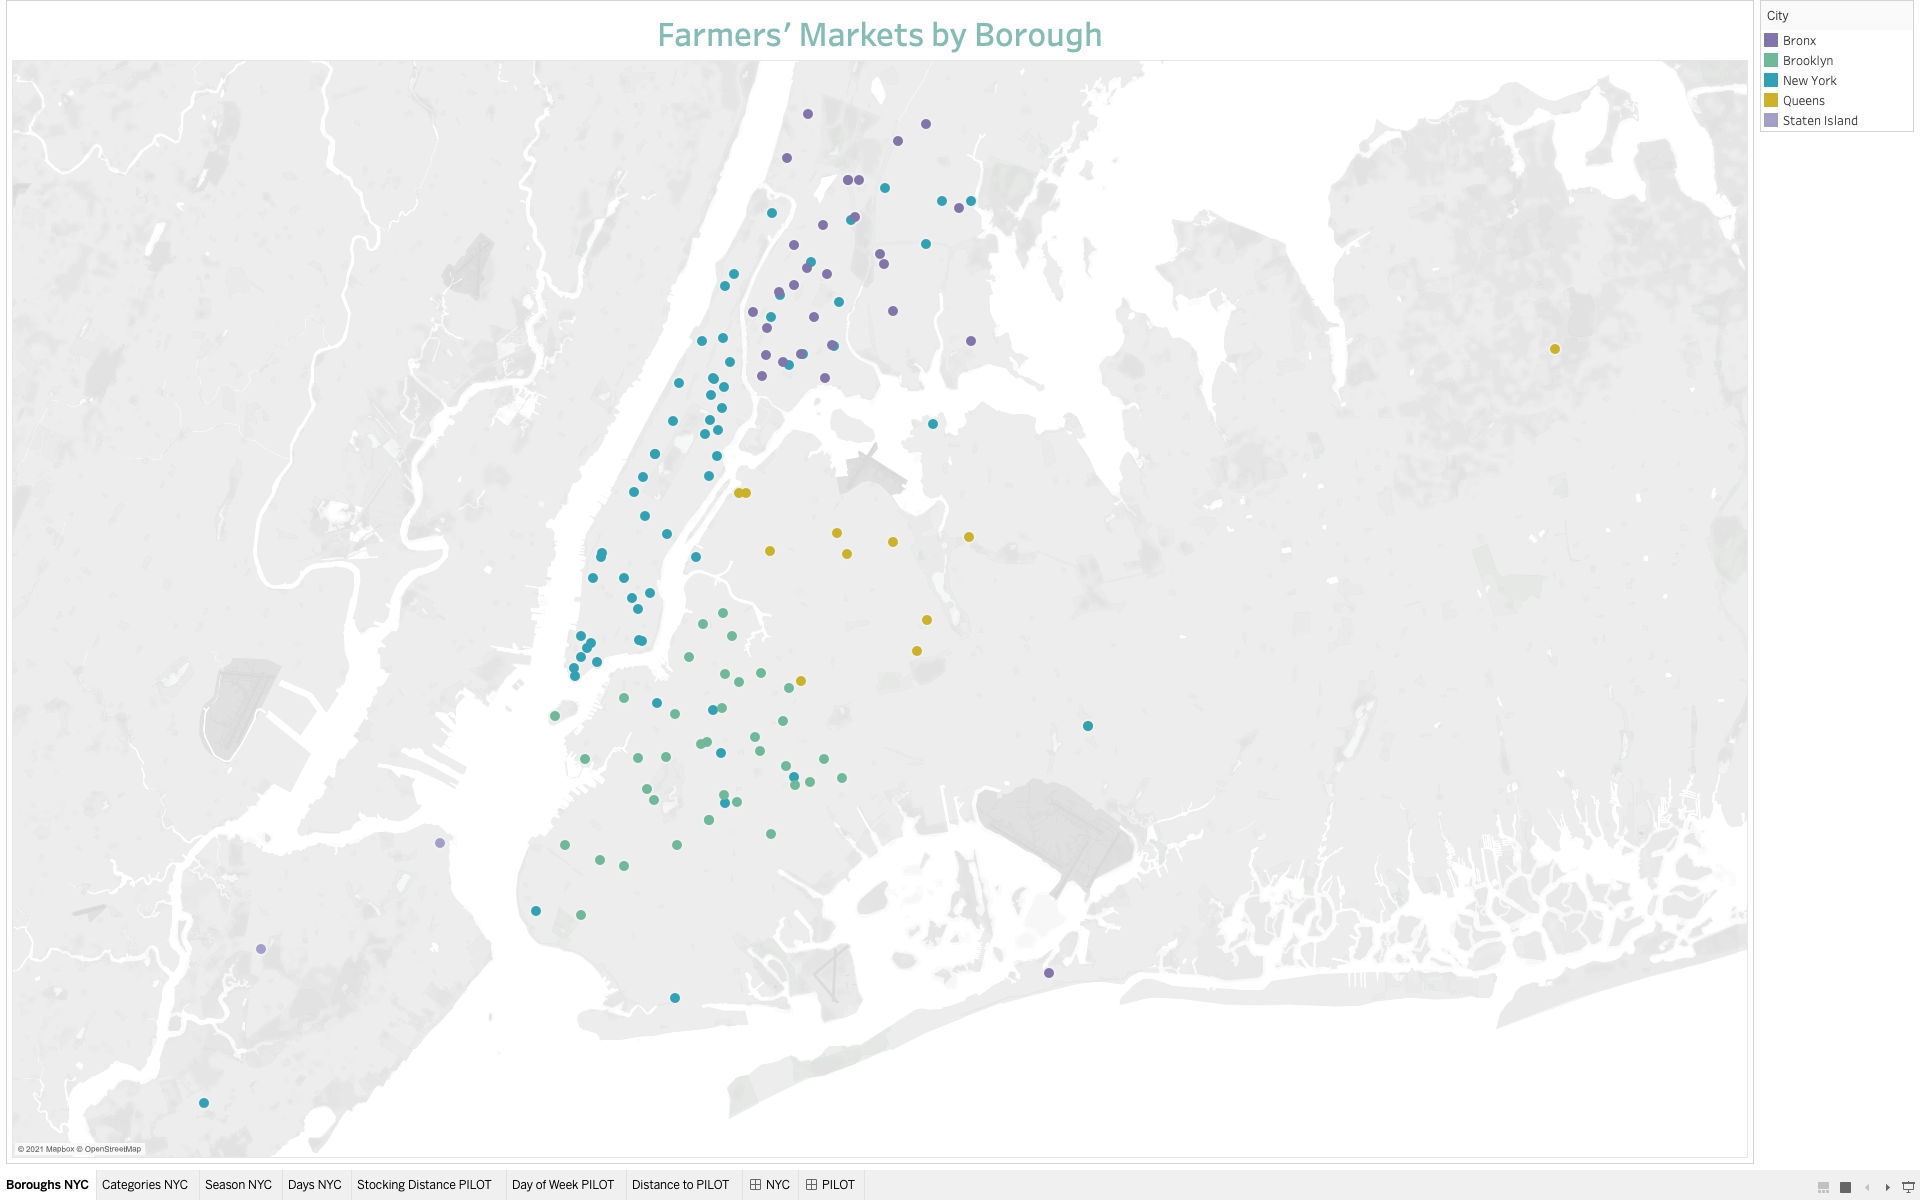 Farmers’ Markets by Borough
City
Bronx
Brooklyn
New York
Queens
Staten Island
© 2021 Mapbox © OpenStreetMap
Boroughs NYC Categories NYC Season NYC Days NYC Stocking Distance PILOT Day of Week PILOT Distance to PILOT NYC PILOT